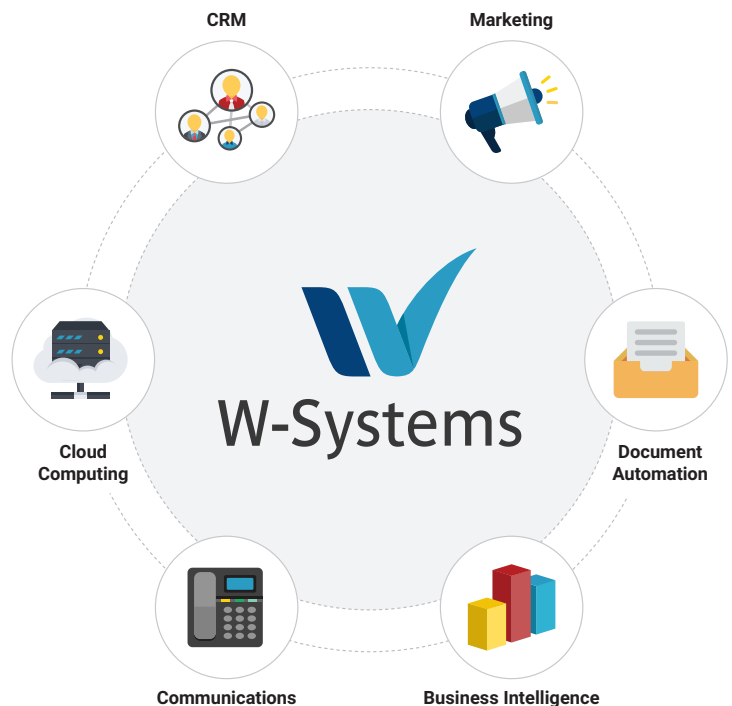 CRM
Marketing
W-Systems
Cloud
Computing
Document
Automation
Communications
Business Intelligence